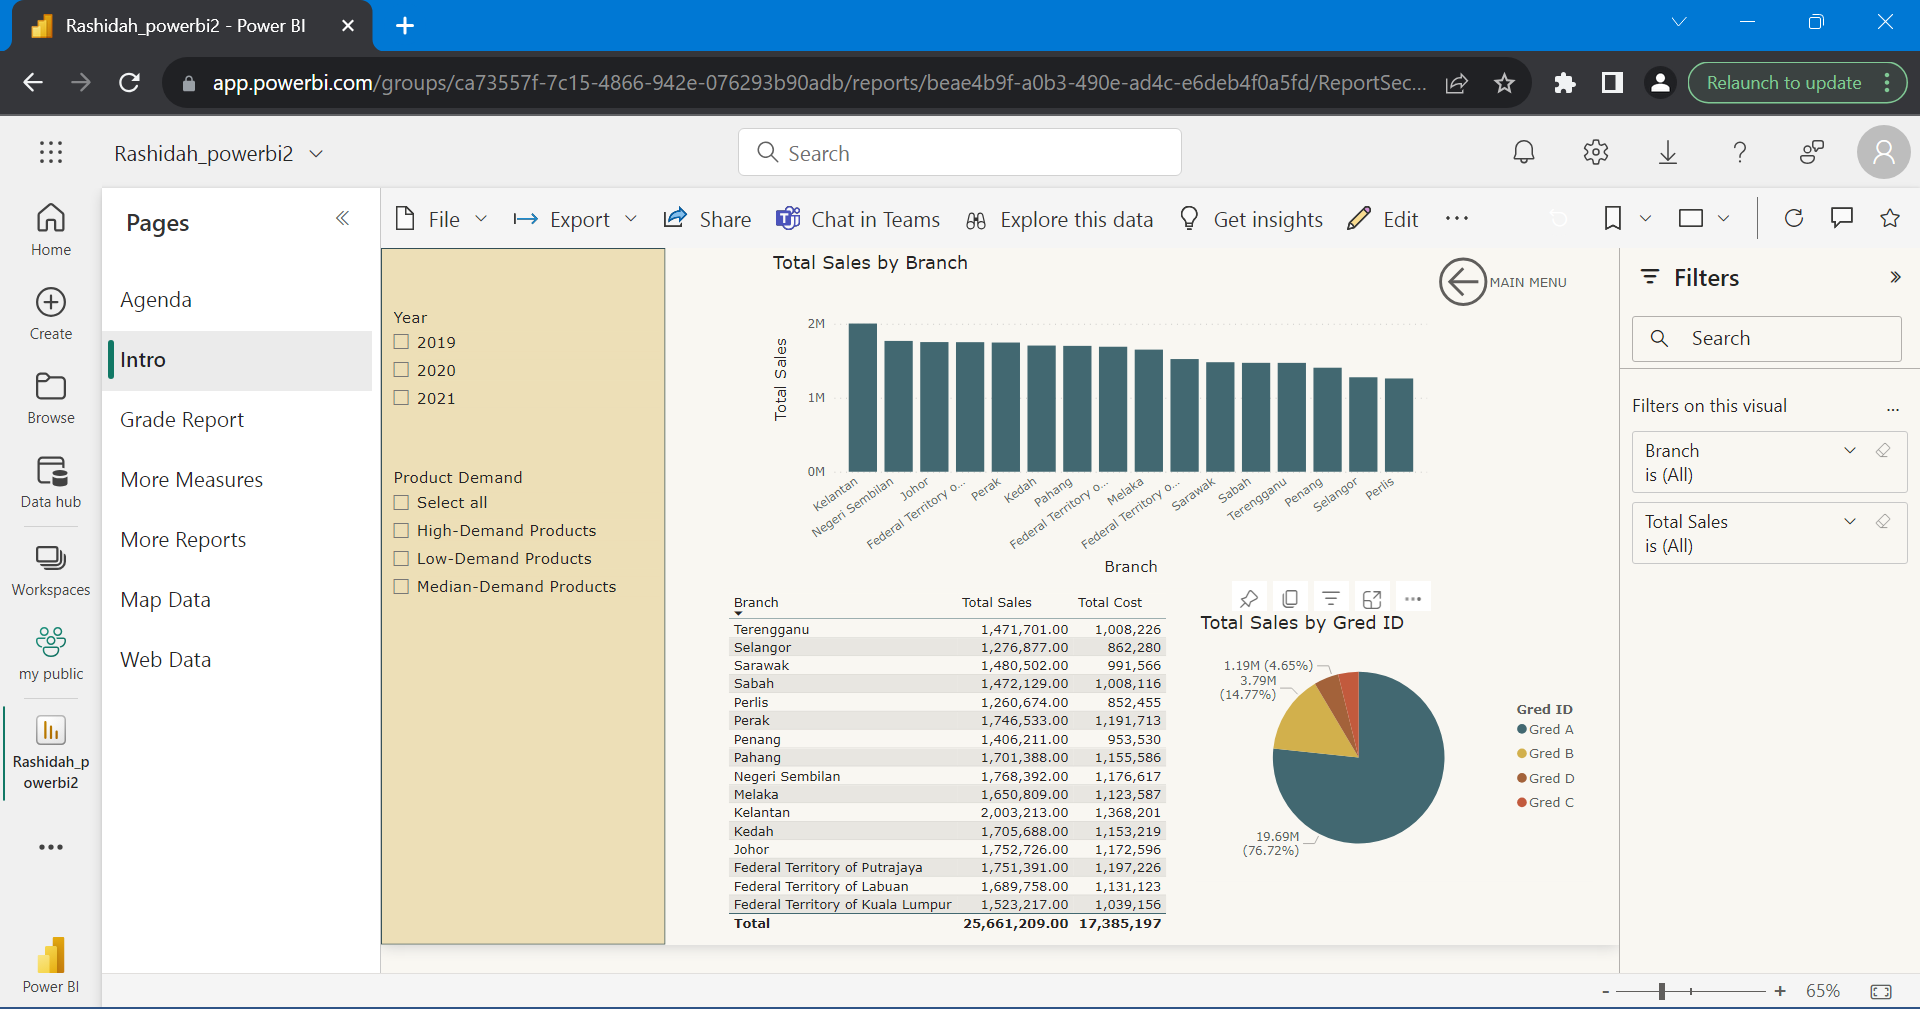 Rashidah_powerbi2 - Power BI
app.powerbi.com/groups/ca73557f-7c15-4866-942e-076293b90adb/reports/beae4b9f-a0b3-490e-ad4c-e6deb4f0a5fd/ReportSec...
Relaunch to update
Rashidah_powerbi2
Search
Home
Create
Browse
Data hub
Workspaces
my public
Rashidah_p
owerbi2
Power BI
Pages
Agenda
Intro
Grade Report
More Measures
More Reports
Map Data
Web Data
File
Export
Share
Chat in Teams
Explore this data
Get insights
Edit
Year
2019
2020
2021
Product Demand
Select all
High-Demand Products
Low-Demand Products
Median-Demand Products
Total Sales by Branch
MAIN MENU
Total Sales
2M
1M
0M
Kelantan
Negeri Sembilan
Johor
Federal Territory o...
Perak
Kedah
Pahang
Federal Territory o...
Melaka
Federal Territory o...
Sarawak
Sabah
Terengganu
Penang
Selangor
Perlis
Branch
Branch Total Sales Total Cost
Terengganu 1,471,701.00 1,008,226
Selangor 1,276,877.00 862,280
Sarawak 1,480,502.00 991,566
Sabah 1,472,129.00 1,008,116
Perlis 1,260,674.00 852,455
Perak 1,746,533.00 1,191,713
Penang 1,406,211.00 953,530
Pahang 1,701,388.00 1,155,586
Negeri Sembilan 1,768,392.00 1,176,617
Melaka 1,650,809.00 1,123,587
Kelantan 2,003,213.00 1,368,201
Kedah 1,705,688.00 1,153,219
Johor 1,752,726.00 1,172,596
Federal Territory of Putrajaya 1,751,391.00 1,197,226
Federal Territory of Labuan 1,689,758.00 1,131,123
Federal Territory of Kuala Lumpur 1,523,217.00 1,039,156
Total 25,661,209.00 17,385,197
Total Sales by Gred ID
1.19M (4.65%)
3.79M
(14.77%)
19.69M
(76.72%)
Gred ID
Gred A
Gred B
Gred D
Gred C
Filters
Search
Filters on this visual
Branch
is (All)
Total Sales
is (All)
- + 65%